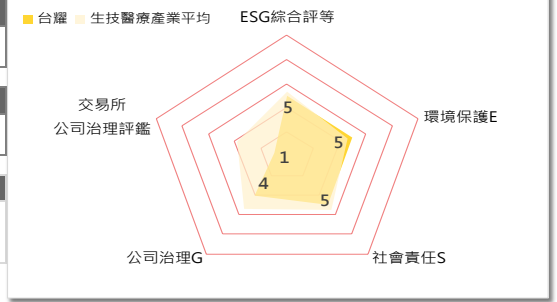 台耀 生技醫療產業平均
ESG綜合評等
5
交易所
公司治理評鑑
環境保護E
5
1
4
5
公司治理G
社會責任S